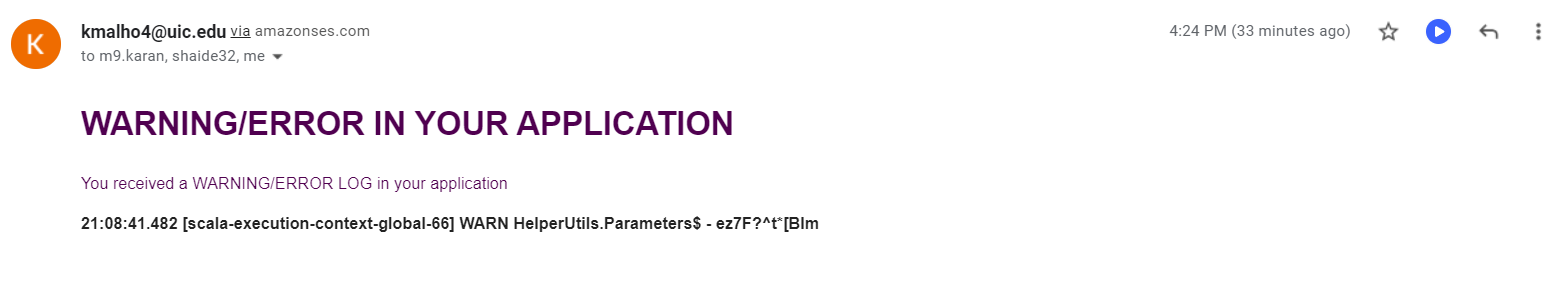 K
kmalho4@uic.edu via amazonses.com
4:24 PM (33 minutes ago)
to m9.karan, shaide32, me
WARNING/ERROR IN YOUR APPLICATION
You received a WARNING/ERROR LOG in your application
21:08:41.482 [scala-execution-context-global-66] WARN HelperUtils.Parameters$ - ez7F?^t*[Blm